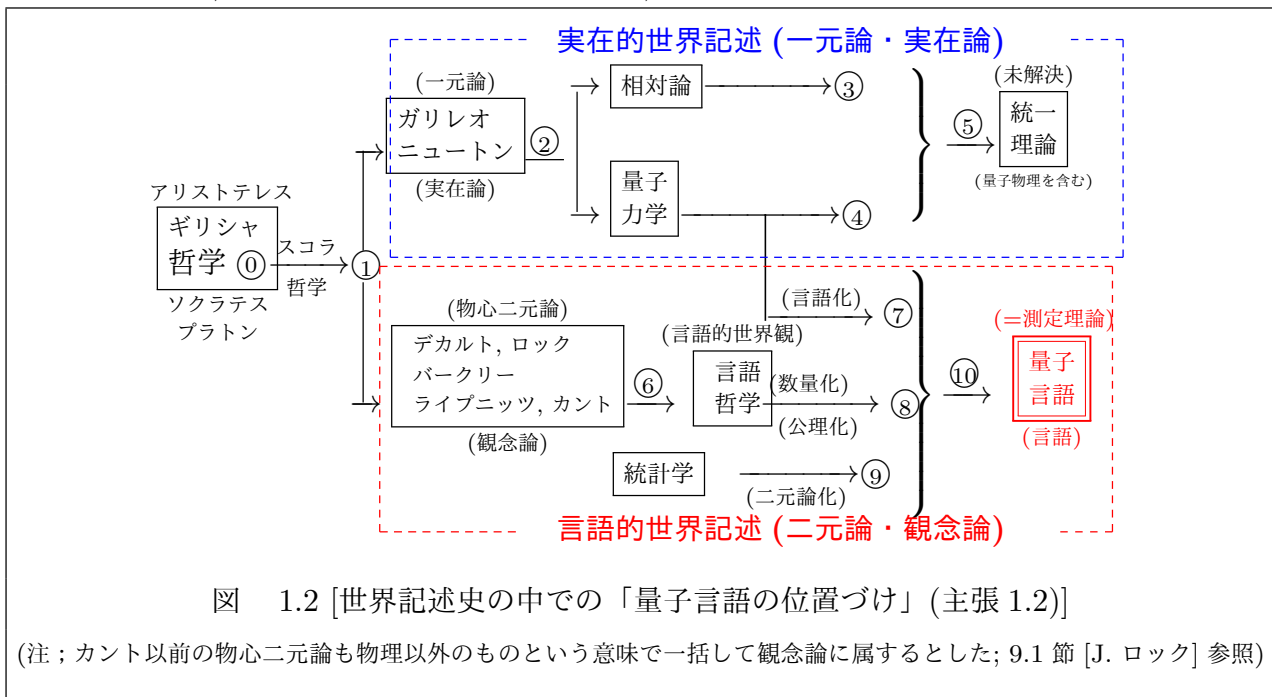 実在的世界記述 (一元論・実在論)
(一元論)
ガリレオ
ニュートン
(実在論)
②
相対論
③
量子
力学
④
⑤
(未解決)
統一
理論
(量子物理を含む)
アリストテレス
ギリシャ
哲学 ⓪
ソクラテス
プラトン
スコラ
哲学
①
(物心二元論)
デカルト, ロック
バークリー
ライプニッツ, カント
(観念論)
⑥
(言語的世界観)
言語
哲学
(言語化)
⑦
(数量化)
(公理化)
⑧
統計学
(二元論化)
⑨
⑩
(=測定理論)
量子
言語
(言語)
言語的世界記述 (二元論・観念論)
図 1.2 [世界記述史の中での「量子言語の位置づけ」(主張 1.2)]
(注 ; カント以前の物心二元論も物理以外のものという意味で一括して観念論に属するとした; 9.1 節 [J. ロック] 参照)